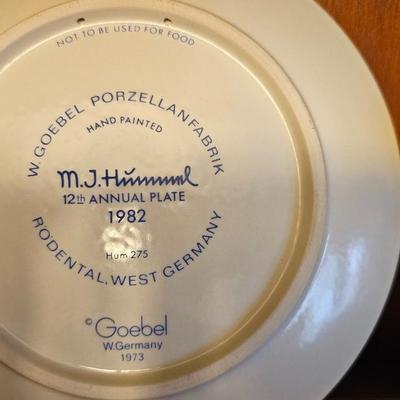 NOT TO BE USED FOR FOOD
W. GOEBEL PORZELLANFABRIK
HAND PAINTED
M.J.Hummel
12th ANNUAL PLATE
1982
Hum 275
RÖDENTAL, WEST GERMANY
© Goebel
W.Germany
1973